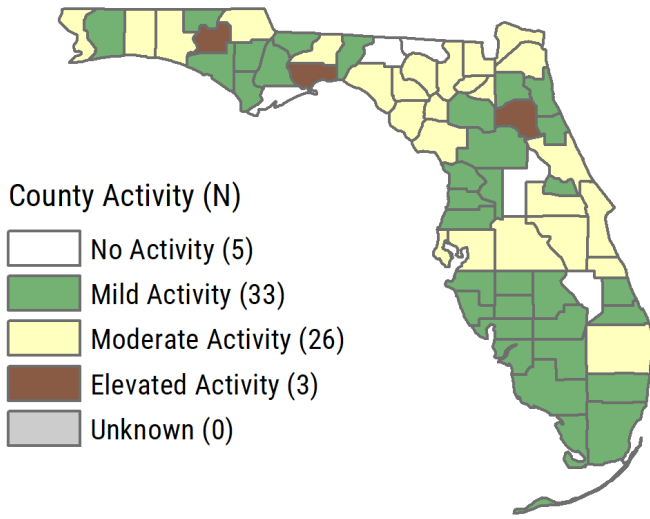 County Activity (N)
No Activity (5)
Mild Activity (33)
Moderate Activity (26)
Elevated Activity (3)
Unknown (0)